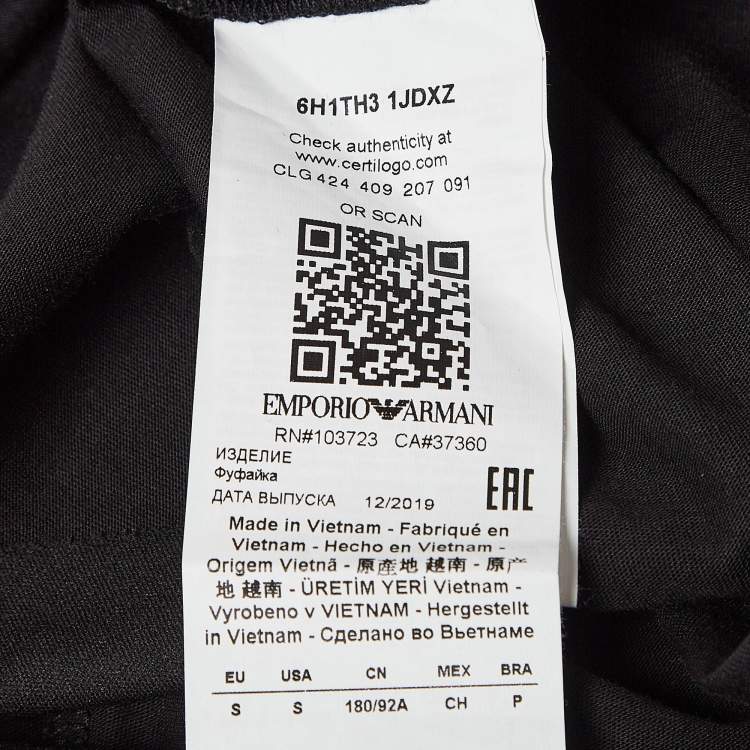 6H1TH3 1JDXZ
Check authenticity at
www.certilogo.com
CLG 424 409 207 091
OR SCAN
EMPORIO ARMANI
RN#103723 CA#37360
ИЗДЕЛИЕ
Фуфайка
ДАТА ВЫПУСКА 12/2019
EAC
Made in Vietnam - Fabriqué en
Vietnam - Hecho en Vietnam -
Origem Vietnã - 原産地 越南 - 原产
地 越南 - ÜRETİM YERİ Vietnam -
Vyrobeno v VIETNAM - Hergestellt
in Vietnam - Сделано во Вьетнаме
EU USA CN MEX BRA
S S 180/92A CH P